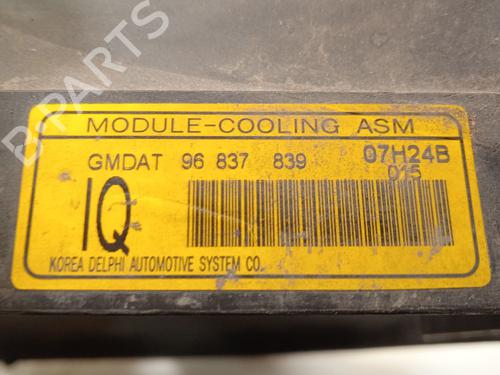 MODULE-COOLING ASM
GMDAT 96 837 839 07H24B
015
IQ
KOREA DELPHI AUTOMOTIVE SYSTEM CO.
B-PARTS